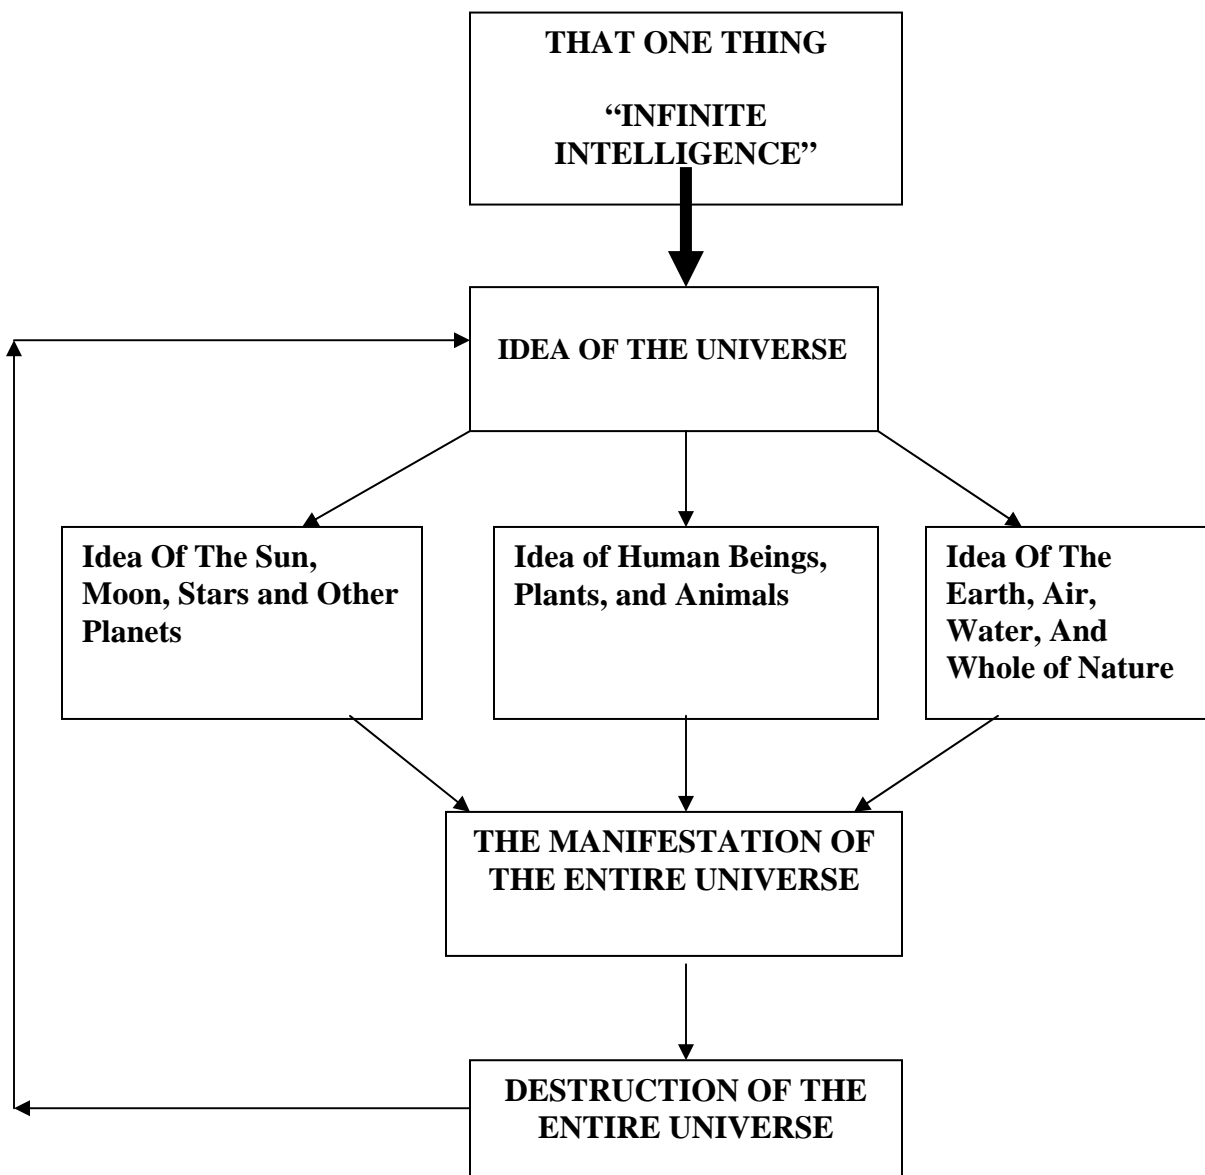 THAT ONE THING
“INFINITE
INTELLIGENCE”
IDEA OF THE UNIVERSE
Idea Of The Sun,
Moon, Stars and Other
Planets
Idea of Human Beings,
Plants, and Animals
Idea Of The
Earth, Air,
Water, And
Whole of Nature
THE MANIFESTATION OF
THE ENTIRE UNIVERSE
DESTRUCTION OF THE
ENTIRE UNIVERSE